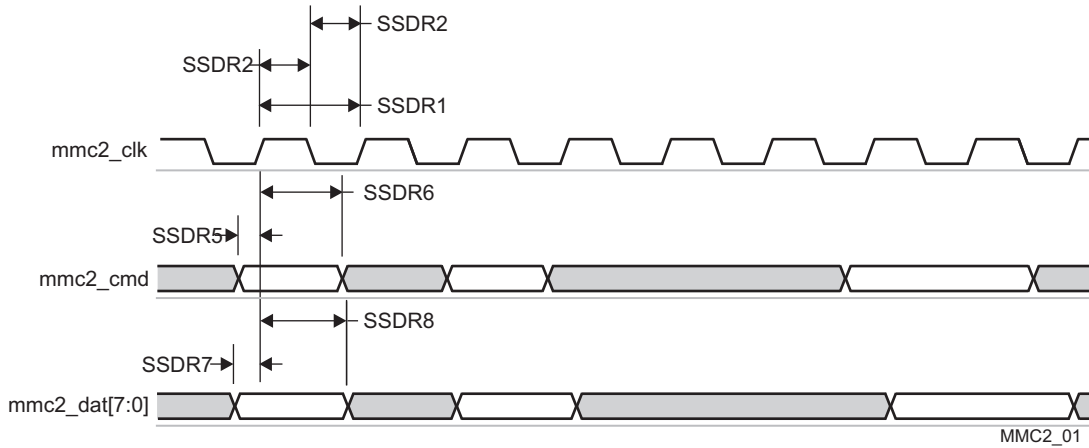 SSDR2
SSDR2
SSDR1
mmc2_clk
SSDR6
SSDR5
mmc2_cmd
SSDR8
SSDR7
mmc2_dat[7:0]
MMC2_01